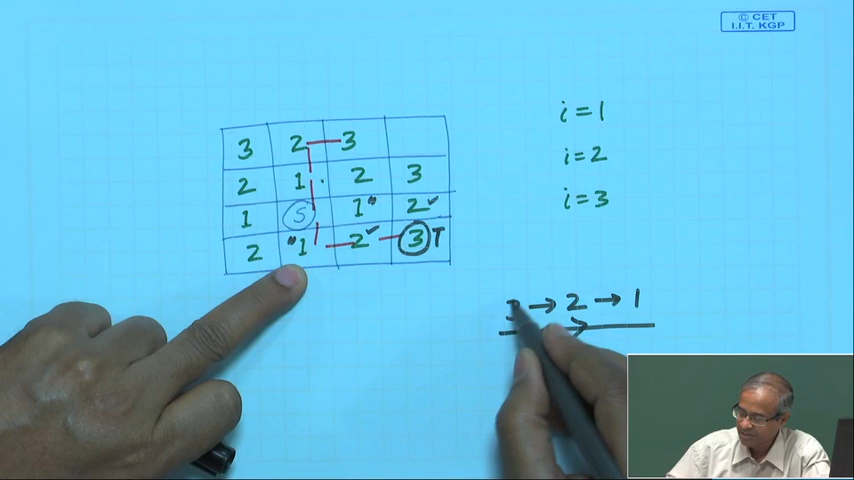 © CET
I.I.T. KGP
3 2 3
2 1 2 3
1 S 1 2
2 1 2 3 T
i = 1
i = 2
i = 3
3 → 2 → 1